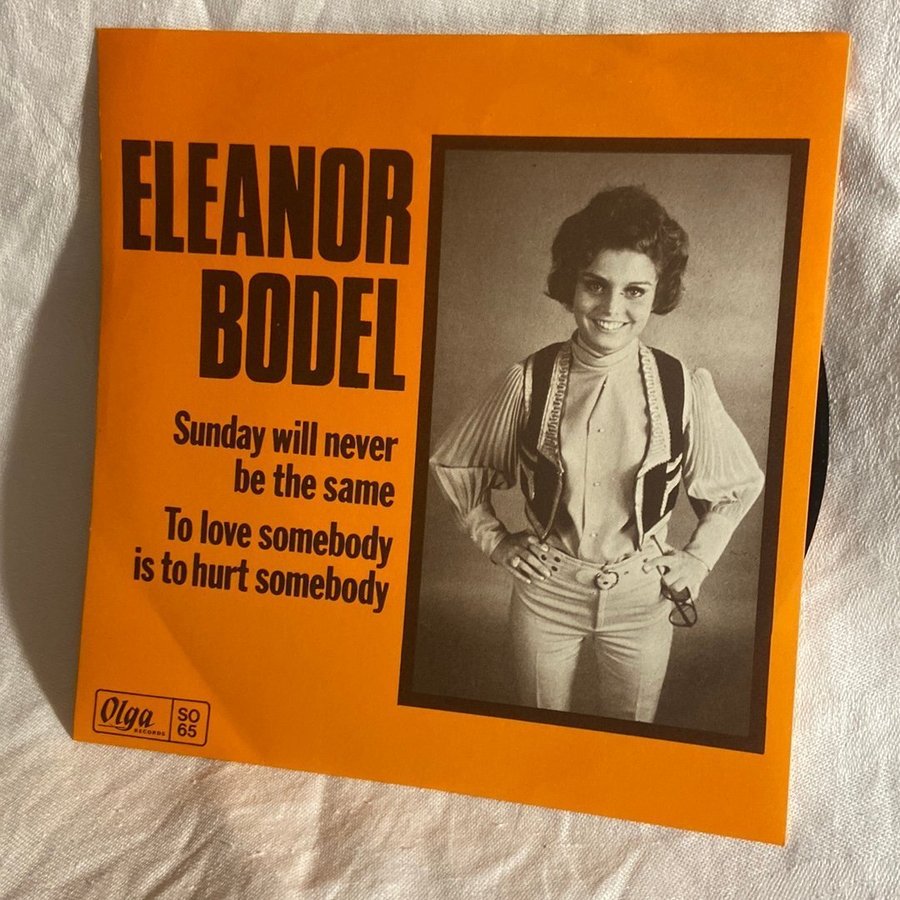 ELEANOR
BODEL
Sunday will never
be the same
To love somebody
is to hurt somebody
Olga
RECORDS
SO
65